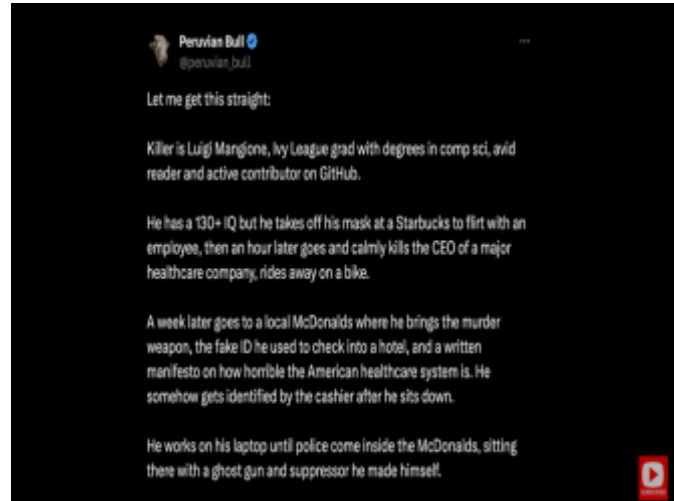 Peruvian Bull
@peruvian_bull
Let me get this straight:
Killer is Luigi Mangione, Ivy League grad with degrees in comp sci, avid
reader and active contributor on GitHub.
He has a 130+ IQ but he takes off his mask at a Starbucks to flirt with an
employee, then an hour later goes and calmly kills the CEO of a major
healthcare company, rides away on a bike.
A week later goes to a local McDonalds where he brings the murder
weapon, the fake ID he used to check into a hotel, and a written
manifesto on how horrible the American healthcare system is. He
somehow gets identified by the cashier after he sits down.
He works on his laptop until police come inside the McDonalds, sitting
there with a ghost gun and suppressor he made himself.